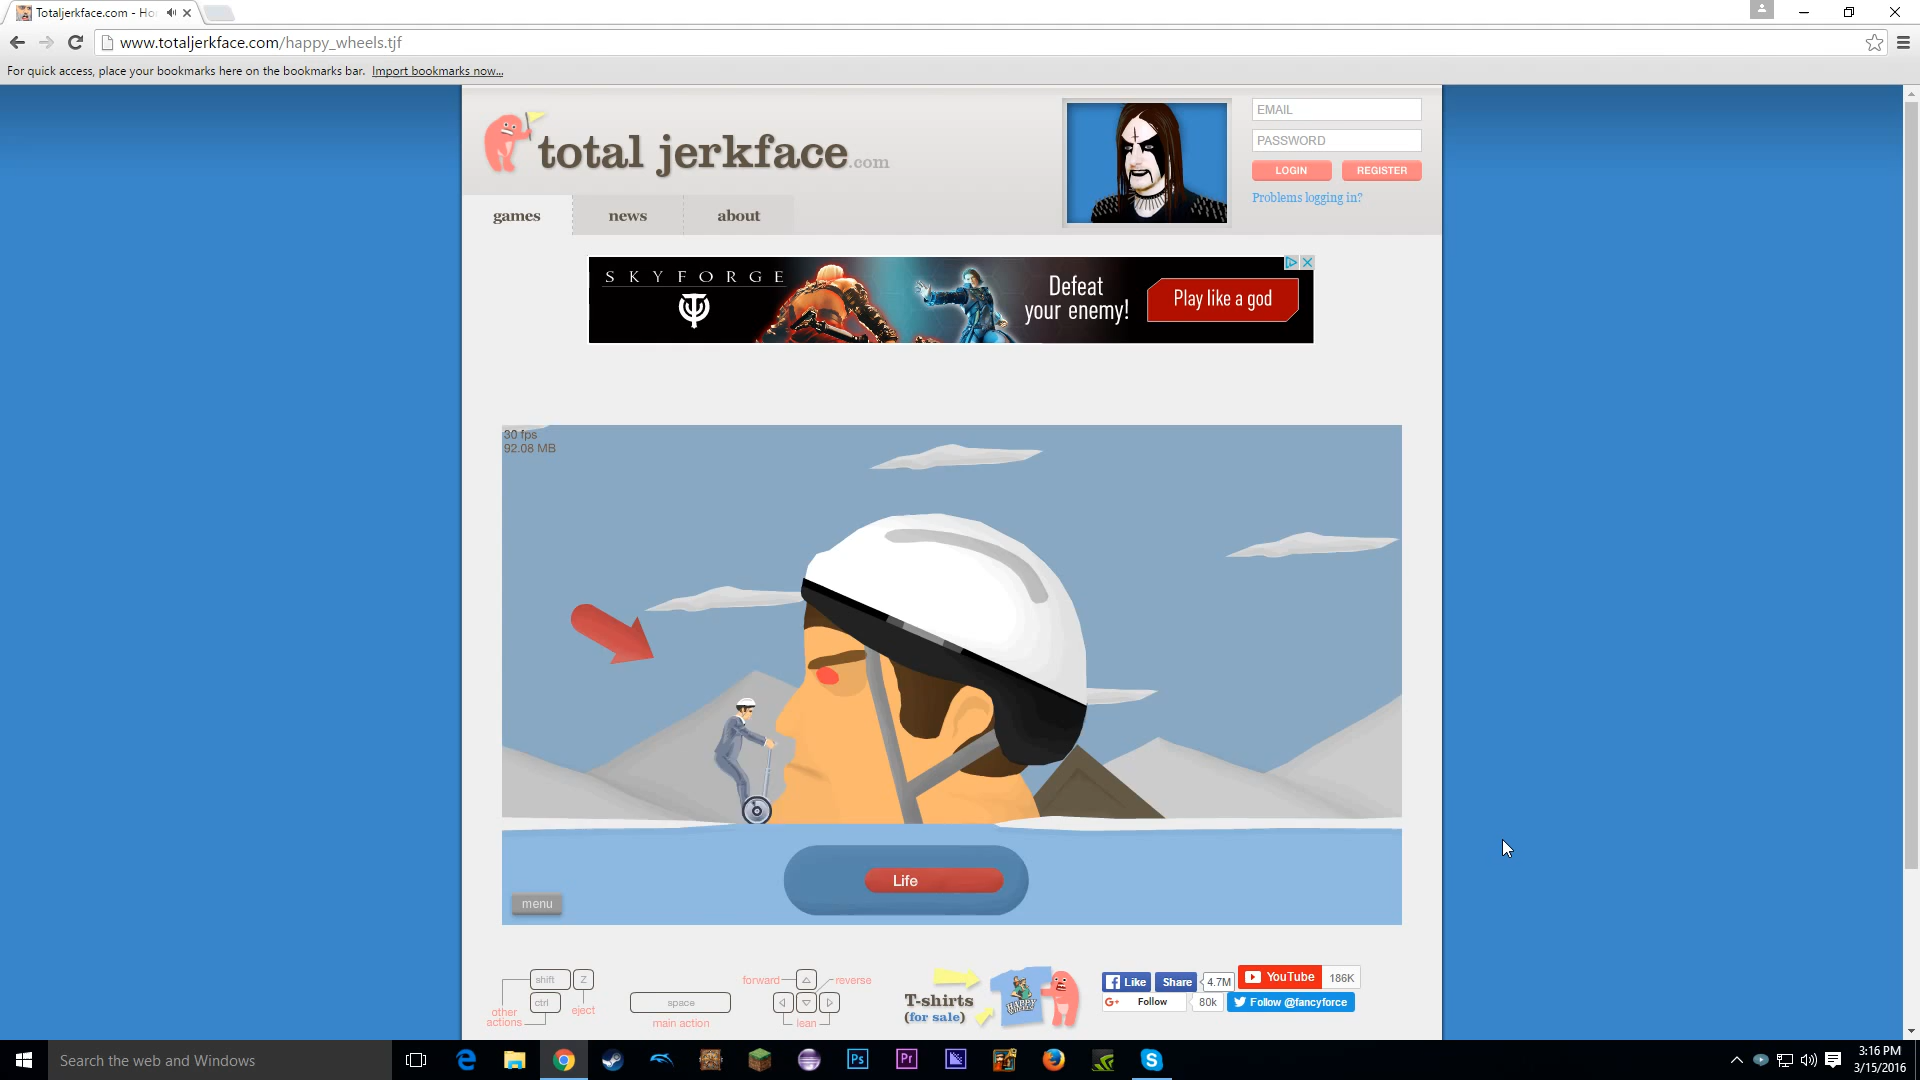 Totaljerkface.com - Ho
www.totaljerkface.com/happy_wheels.tjf
For quick access, place your bookmarks here on the bookmarks bar. Import bookmarks now...
total jerkface.com
EMAIL
PASSWORD
LOGIN REGISTER
Problems logging in?
games news about
SKYFORGE
Defeat
your enemy!
Play like a god
30 fps
92.08 MB
Life
menu
shift Z
ctrl
other
actions
eject
space
main action
forward
reverse
lean
T-shirts
(for sale)
HAPPY
WHEELS
Like Share 4.7M
YouTube 186K
G+ Follow 80k
Follow @fancyforce
Search the web and Windows
Ps
Pr
3:16 PM
3/15/2016